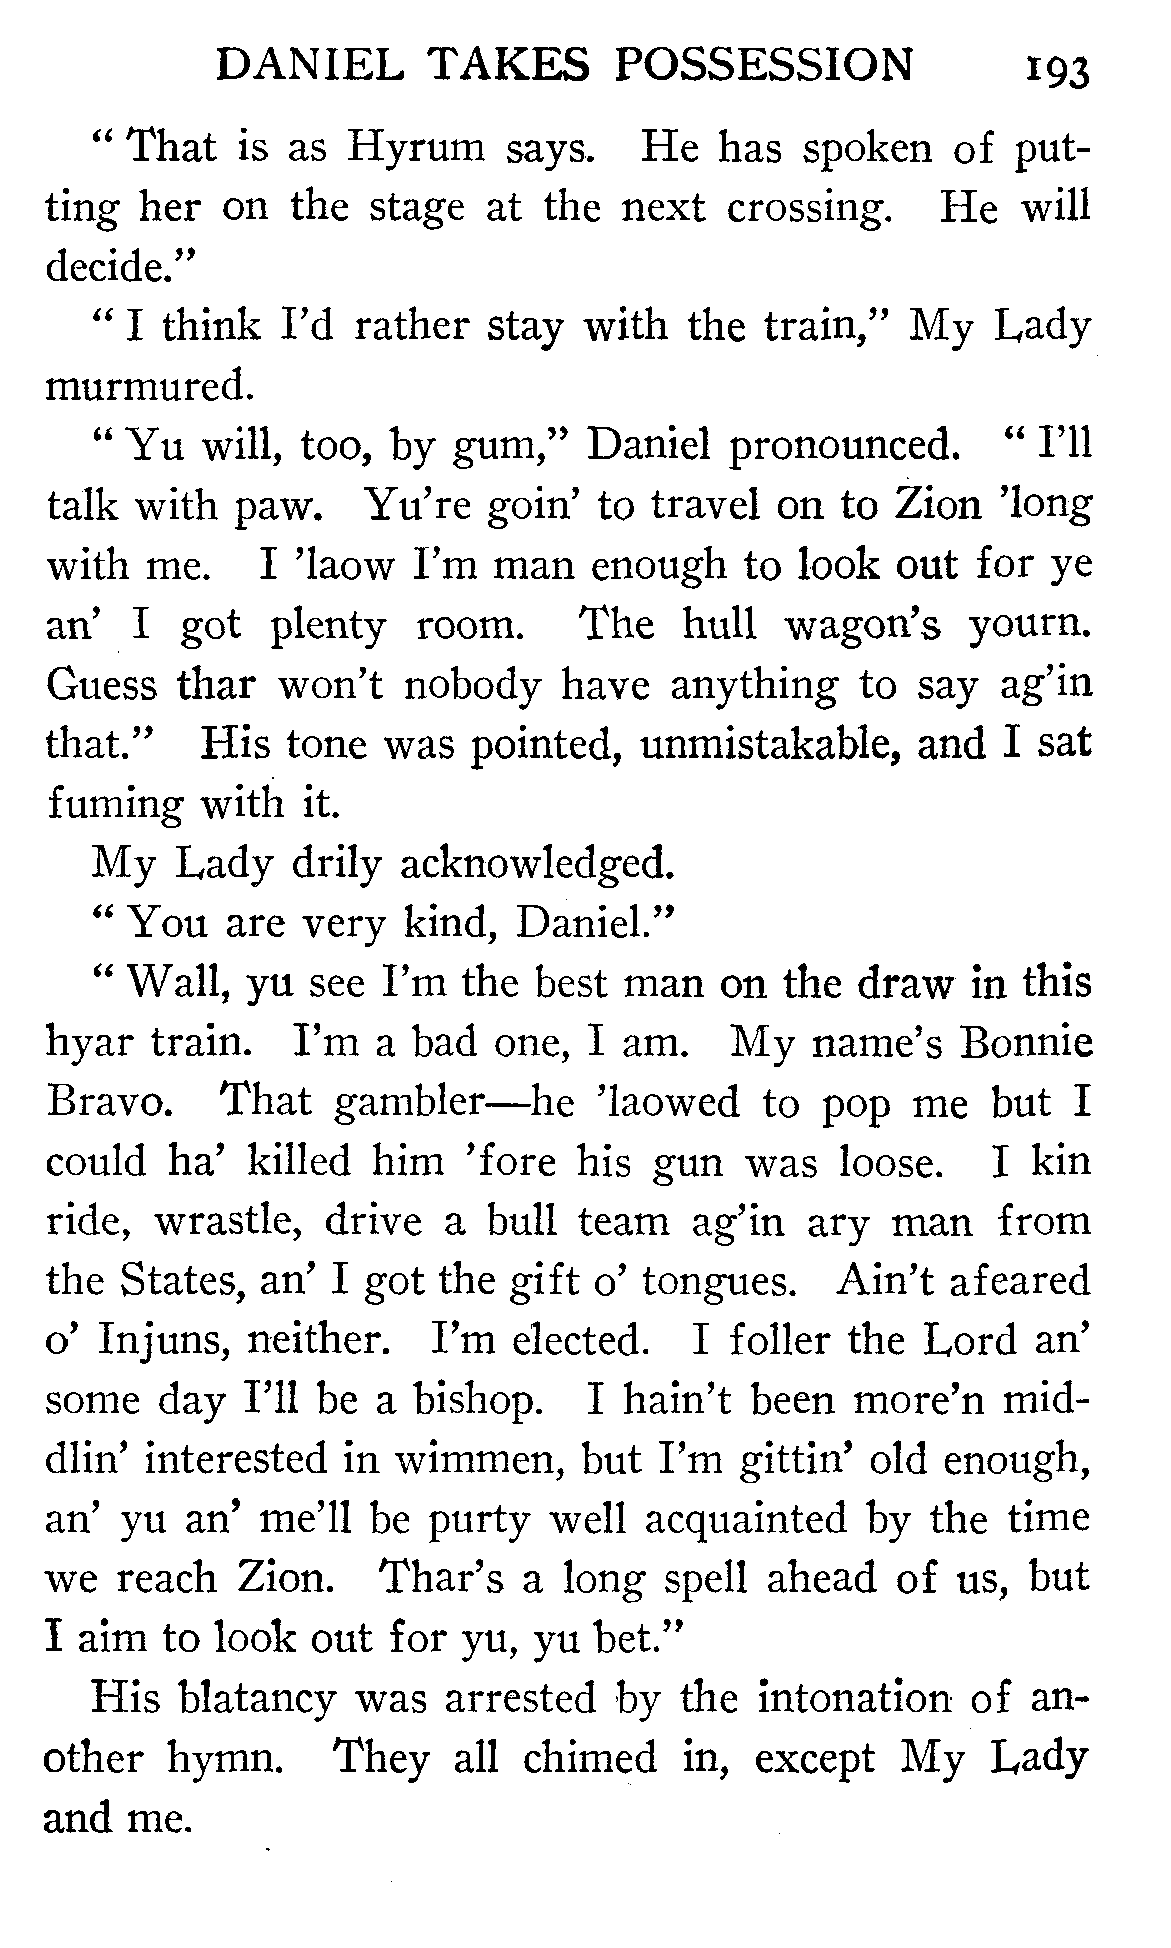 DANIEL TAKES POSSESSION 193
“ That is as Hyrum says. He has spoken of put-
ting her on the stage at the next crossing. He will
decide.”
“ I think I’d rather stay with the train,” My Lady
murmured.
“ Yu will, too, by gum,” Daniel pronounced. “ I’ll
talk with paw. Yu’re goin’ to travel on to Zion ’long
with me. I ’laow I’m man enough to look out for ye
an’ I got plenty room. The hull wagon’s yourn.
Guess thar won’t nobody have anything to say ag’in
that.” His tone was pointed, unmistakable, and I sat
fuming with it.
My Lady drily acknowledged.
“ You are very kind, Daniel.”
“ Wall, yu see I’m the best man on the draw in this
hyar train. I’m a bad one, I am. My name’s Bonnie
Bravo. That gambler—he ’laowed to pop me but I
could ha’ killed him ’fore his gun was loose. I kin
ride, wrastle, drive a bull team ag’in ary man from
the States, an’ I got the gift o’ tongues. Ain’t afeared
o’ Injuns, neither. I’m elected. I foller the Lord an’
some day I’ll be a bishop. I hain’t been more’n mid-
dlin’ interested in wimmen, but I’m gittin’ old enough,
an’ yu an’ me’ll be purty well acquainted by the time
we reach Zion. Thar’s a long spell ahead of us, but
I aim to look out for yu, yu bet.”
His blatancy was arrested by the intonation of an-
other hymn. They all chimed in, except My Lady
and me.